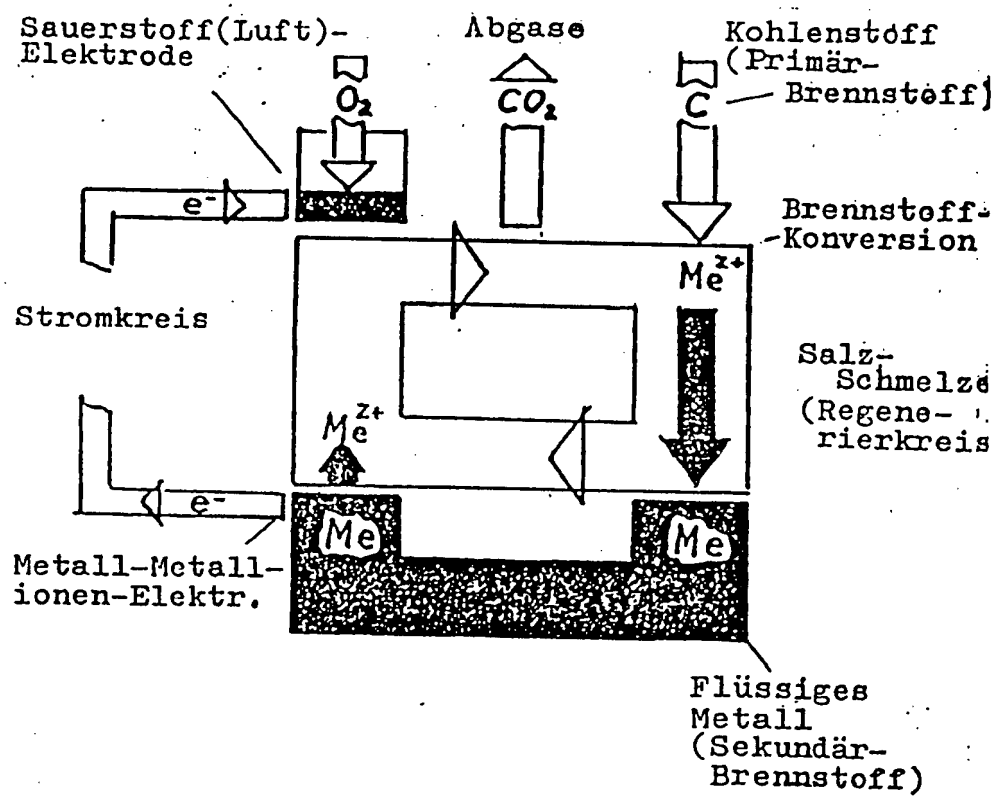 Sauerstoff(Luft)-
Elektrode
Abgase
Kohlenstoff
(Primär-
Brennstoff)
O₂
CO₂
C
e⁻
Brennstoff-
Konversion
Me^z+
Stromkreis
Salz-
Schmelze
(Regene-
rierkreis
Me^z+
e⁻
Me
Me
Metall-Metall-
ionen-Elektr.
Flüssiges
Metall
(Sekundär-
Brennstoff)